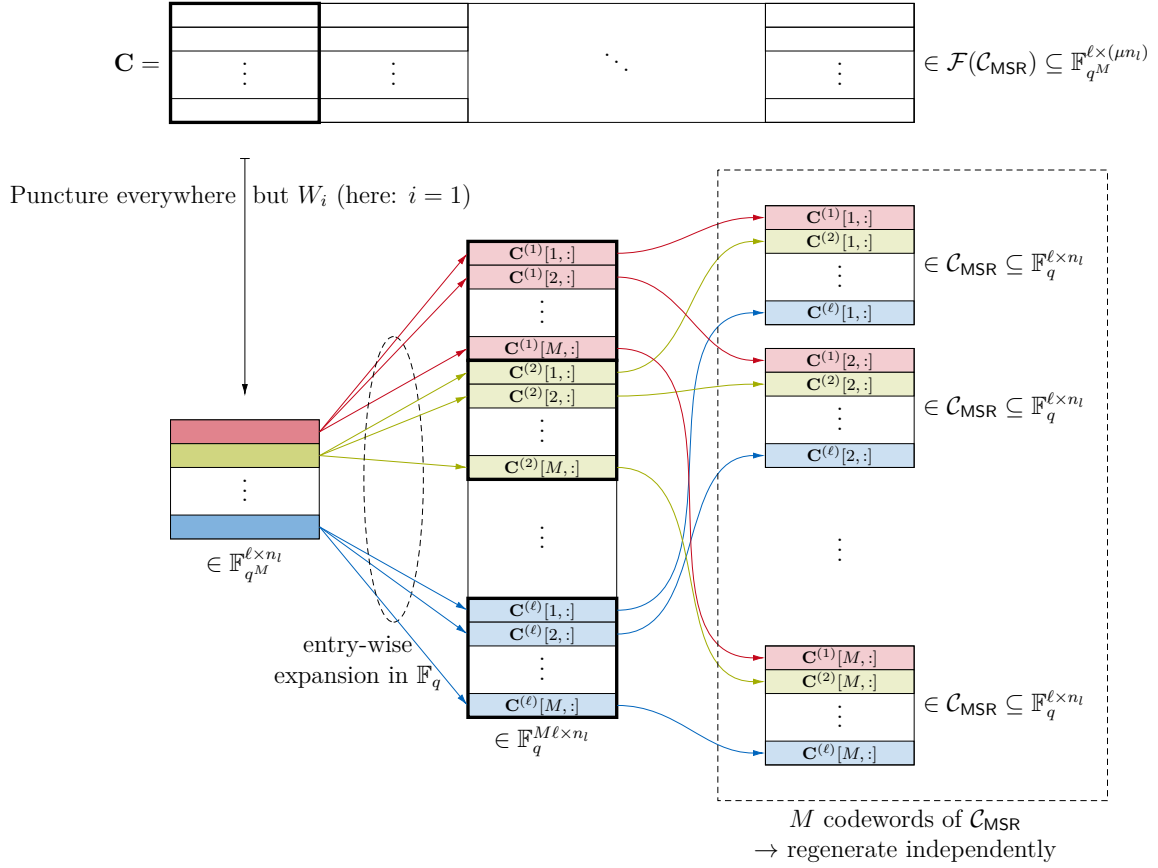 C = ⋮ ⋮ ⋱ ⋮ ∈ 𝓕(𝒞_MSR) ⊆ 𝔽_{q^M}^{ℓ×(μn_l)}
Puncture everywhere but W_i (here: i = 1)
⋮
∈ 𝔽_{q^M}^{ℓ×n_l}
entry-wise
expansion in 𝔽_q
C^{(1)}[1,:]
C^{(1)}[2,:]
⋮
C^{(1)}[M,:]
C^{(2)}[1,:]
C^{(2)}[2,:]
⋮
C^{(2)}[M,:]
⋮
C^{(ℓ)}[1,:]
C^{(ℓ)}[2,:]
⋮
C^{(ℓ)}[M,:]
∈ 𝔽_q^{Mℓ×n_l}
C^{(1)}[1,:]
C^{(2)}[1,:]
⋮ ∈ 𝒞_MSR ⊆ 𝔽_q^{ℓ×n_l}
C^{(ℓ)}[1,:]
C^{(1)}[2,:]
C^{(2)}[2,:]
⋮ ∈ 𝒞_MSR ⊆ 𝔽_q^{ℓ×n_l}
C^{(ℓ)}[2,:]
⋮
C^{(1)}[M,:]
C^{(2)}[M,:]
⋮ ∈ 𝒞_MSR ⊆ 𝔽_q^{ℓ×n_l}
C^{(ℓ)}[M,:]
M codewords of 𝒞_MSR
→ regenerate independently